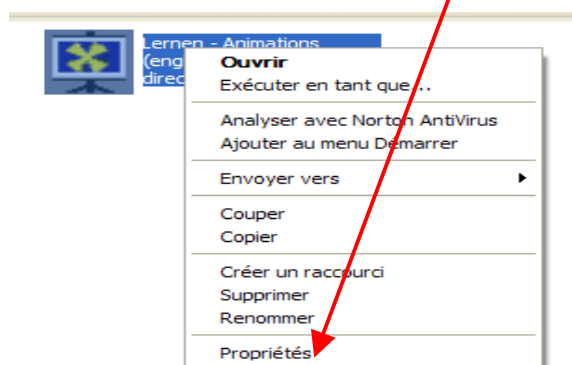 Lernen - Animations
(eng
direc
Ouvrir
Exécuter en tant que...
Analyser avec Norton AntiVirus
Ajouter au menu Démarrer
Envoyer vers
Couper
Copier
Créer un raccourci
Supprimer
Renommer
Propriétés